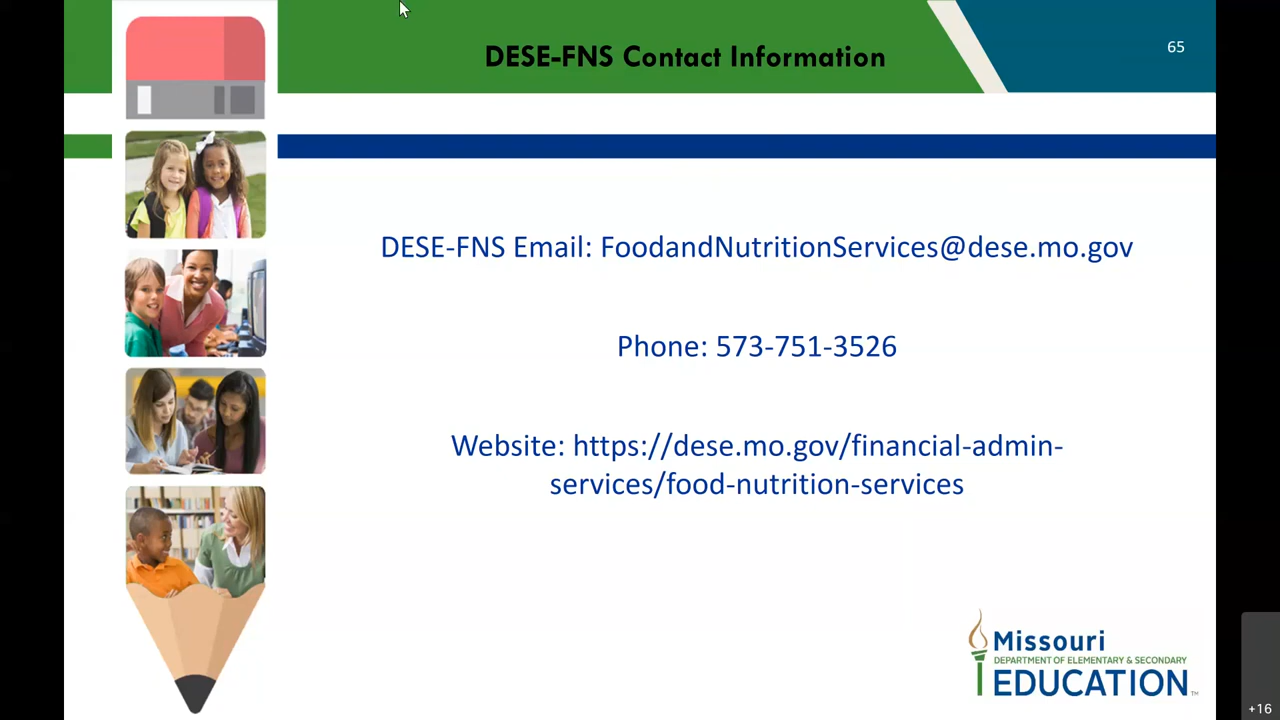 DESE-FNS Contact Information
65
DESE-FNS Email: FoodandNutritionServices@dese.mo.gov
Phone: 573-751-3526
Website: https://dese.mo.gov/financial-admin-
services/food-nutrition-services
Missouri
DEPARTMENT OF ELEMENTARY & SECONDARY
EDUCATION™
+16